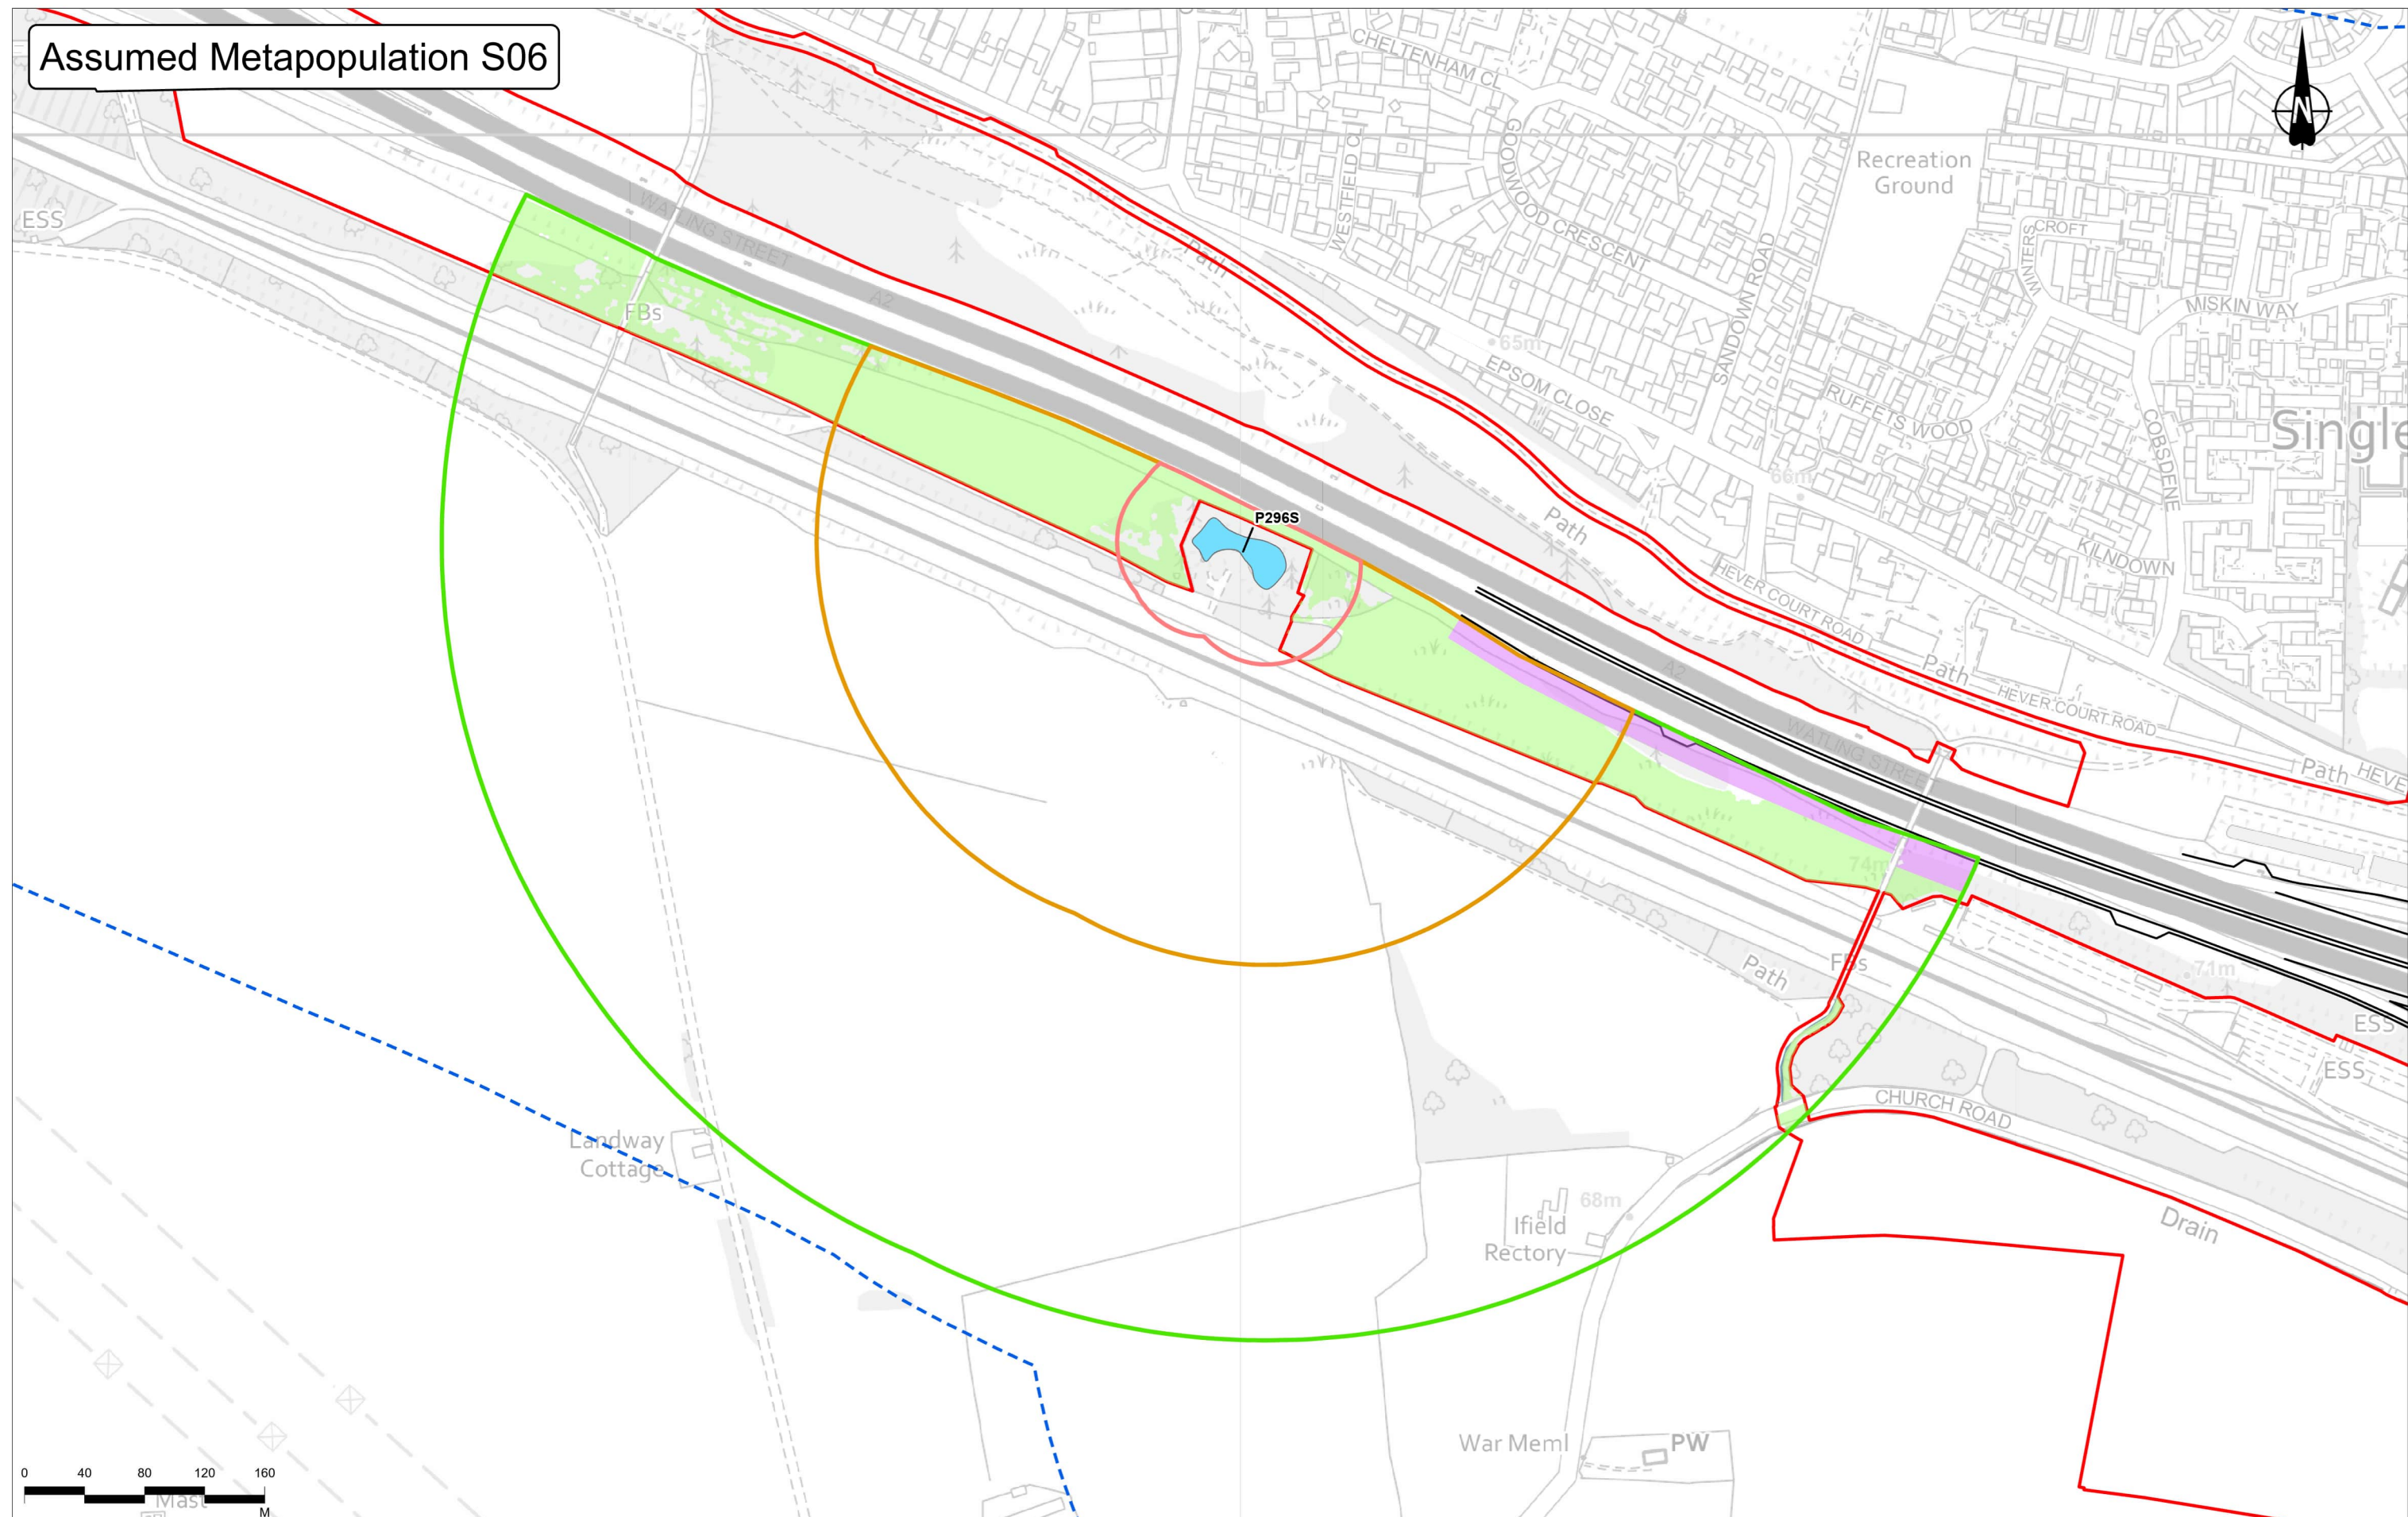 Assumed Metapopulation S06
CHELTENHAM CL
WESTFIELD CL
GOODWOOD CRESCENT
SANDOWN ROAD
Recreation
Ground
CROFT
WINTERS
MISKIN WAY
ESS
WATLING STREET
A2
FBs
Path
65m
EPSOM CLOSE
RUFFETS WOOD
COBSDENE
Single
66m
P296S
Path
KILNDOWN
HEVER COURT ROAD
Path
HEVER COURT ROAD
A2
WATLING STREET
Path
HEVE
74m
FBs
Path
71m
ESS
ESS
CHURCH ROAD
Landway
Cottage
68m
Ifield
Rectory
Drain
War Meml
PW
0 40 80 120 160
M
Mast
N